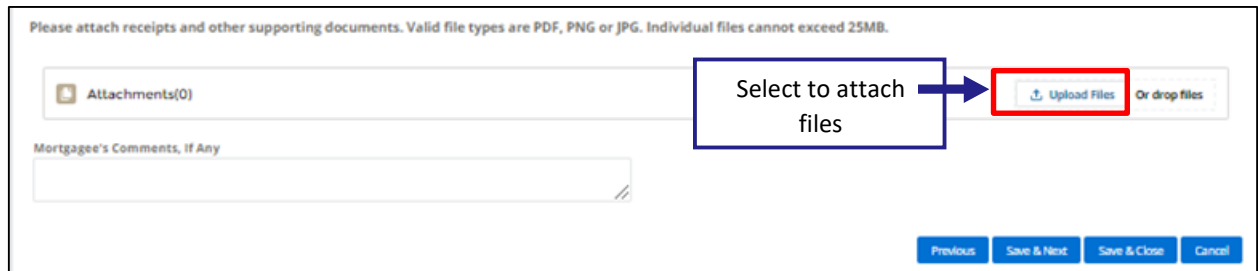 Please attach receipts and other supporting documents. Valid file types are PDF, PNG or JPG. Individual files cannot exceed 25MB.
Attachments(0)
Select to attach
files
Upload Files Or drop files
Mortgagee's Comments, If Any
Previous Save & Next Save & Close Cancel